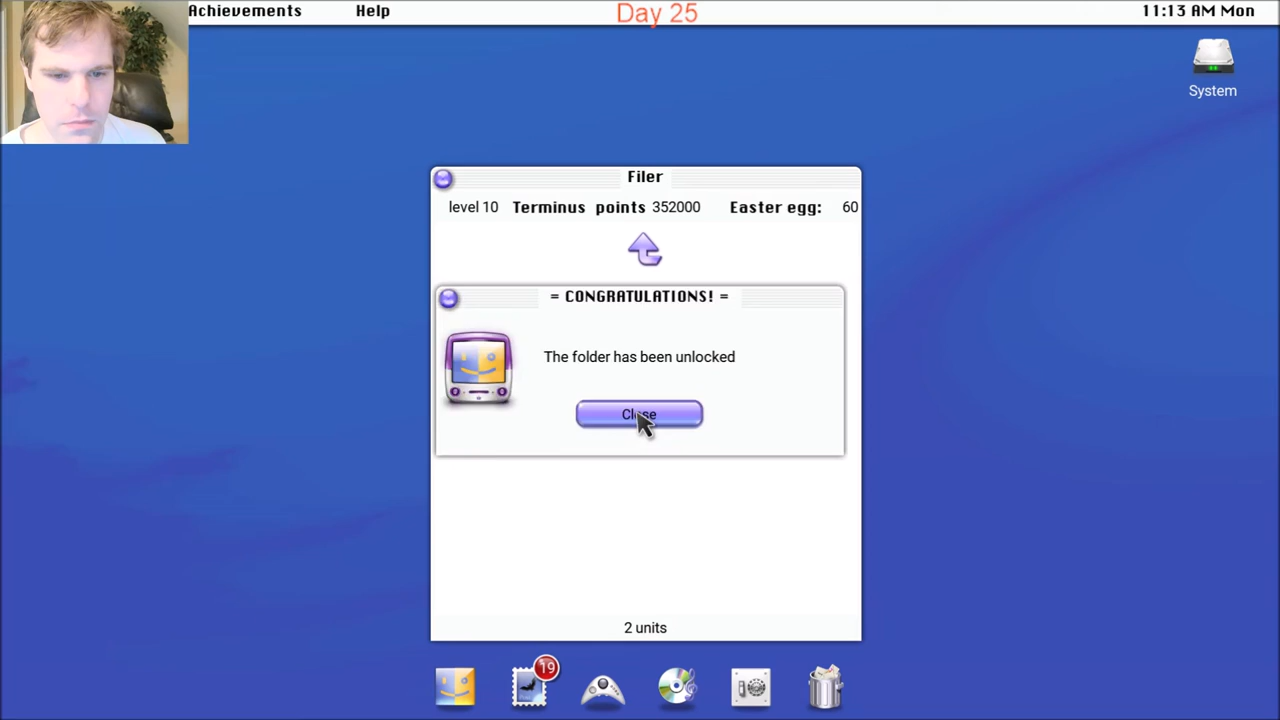 Achievements Help Day 25 11:13 AM Mon
System
Filer
level 10 Terminus points 352000 Easter egg: 60
= CONGRATULATIONS! =
The folder has been unlocked
Close
2 units
19